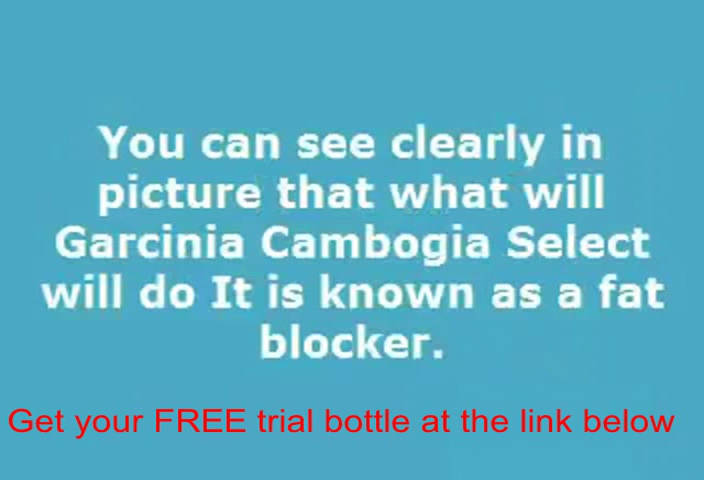 You can see clearly in
picture that what will
Garcinia Cambogia Select
will do It is known as a fat
blocker.
Get your FREE trial bottle at the link below